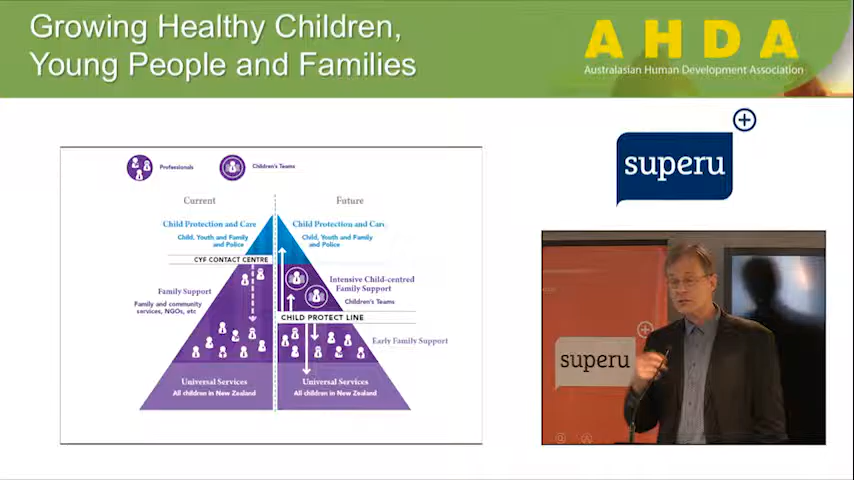 Growing Healthy Children,
Young People and Families
AHDA
Australasian Human Development Association
superu
Professionals
Children's Teams
Current
Future
Child Protection and Care
Child, Youth and Family
and Police
CYF CONTACT CENTRE
Family Support
Family and community
services, NGOs, etc
Universal Services
All children in New Zealand
Child Protection and Care
Child, Youth and Family
and Police
Intensive Child-centred
Family Support
Children's Teams
CHILD PROTECT LINE
Early Family Support
Universal Services
All children in New Zealand
superu